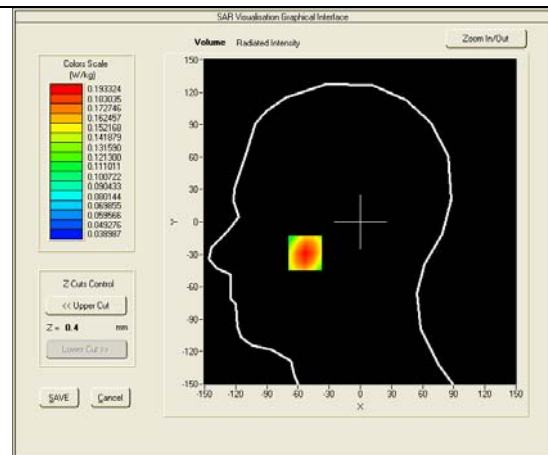 SAR Visualisation Graphical Interface
Volume Radiated Intensity
Zoom In/Out
Colors Scale
(W/kg)
0.193324
0.183035
0.172746
0.162457
0.152168
0.141879
0.131590
0.121300
0.111011
0.100722
0.090433
0.080144
0.069855
0.059566
0.049276
0.038987
Z Cuts Control
<< Upper Cut
Z = 0.4 mm
Lower Cut >>
SAVE
Cancel
150
120
90
60
30
0
-30
-60
-90
-120
-150
Y
-150 -120 -90 -60 -30 0 30 60 90 120 150
X